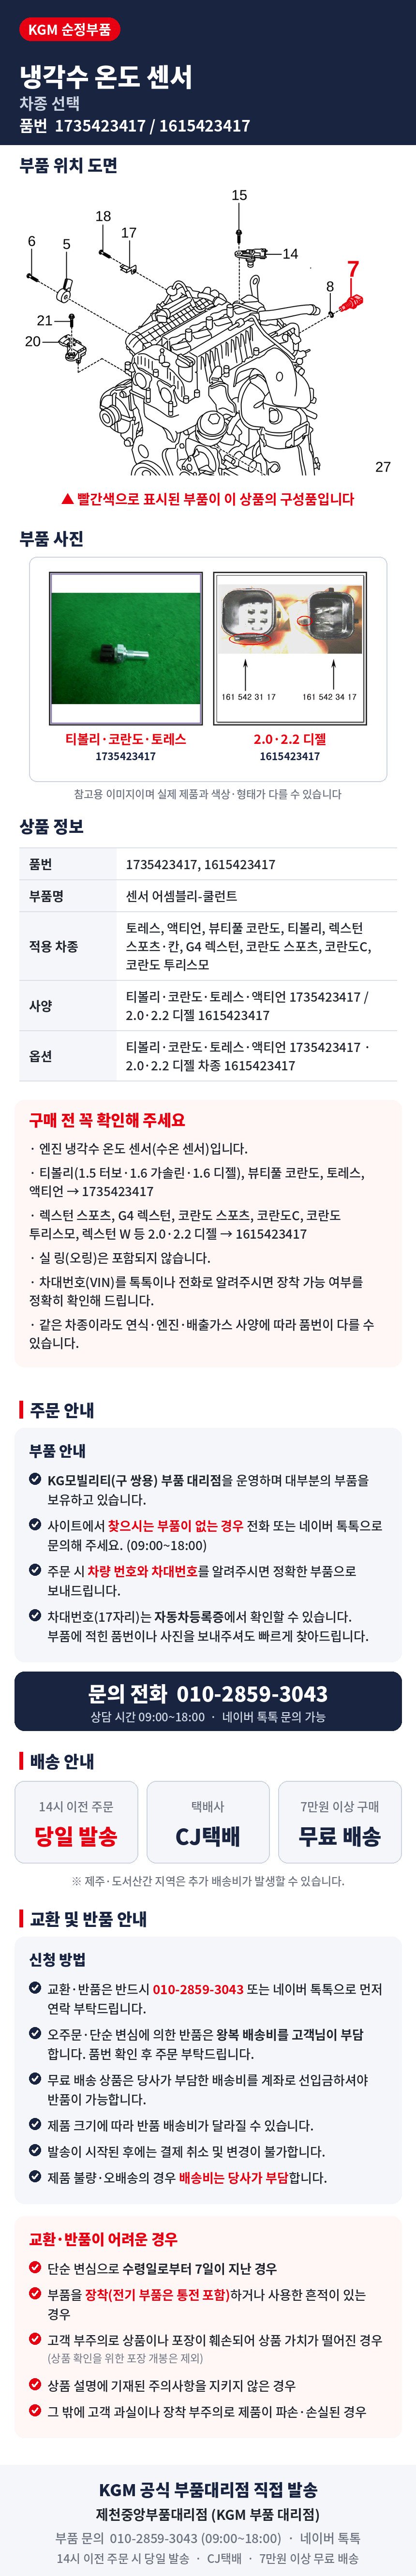 KGM 순정부품
냉각수 온도 센서
차종 선택
품번 1735423417 / 1615423417
부품 위치 도면
15
18
17
6
5
14
7
8
21
20
27
▲ 빨간색으로 표시된 부품이 이 상품의 구성품입니다
부품 사진
161 542 31 17
161 542 34 17
티볼리·코란도·토레스
1735423417
2.0·2.2 디젤
1615423417
참고용 이미지이며 실제 제품과 색상·형태가 다를 수 있습니다
상품 정보
품번
1735423417, 1615423417
부품명
센서 어셈블리-쿨런트
적용 차종
토레스, 액티언, 뷰티풀 코란도, 티볼리, 렉스턴
스포츠·칸, G4 렉스턴, 코란도 스포츠, 코란도C,
코란도 투리스모
사양
티볼리·코란도·토레스·액티언 1735423417 /
2.0·2.2 디젤 1615423417
옵션
티볼리·코란도·토레스·액티언 1735423417 ·
2.0·2.2 디젤 차종 1615423417
구매 전 꼭 확인해 주세요
· 엔진 냉각수 온도 센서(수온 센서)입니다.
· 티볼리(1.5 터보·1.6 가솔린·1.6 디젤), 뷰티풀 코란도, 토레스,
액티언 → 1735423417
· 렉스턴 스포츠, G4 렉스턴, 코란도 스포츠, 코란도C, 코란도
투리스모, 렉스턴 W 등 2.0·2.2 디젤 → 1615423417
· 실 링(오링)은 포함되지 않습니다.
· 차대번호(VIN)를 톡톡이나 전화로 알려주시면 장착 가능 여부를
정확히 확인해 드립니다.
· 같은 차종이라도 연식·엔진·배출가스 사양에 따라 품번이 다를 수
있습니다.
주문 안내
부품 안내
KG모빌리티(구 쌍용) 부품 대리점을 운영하며 대부분의 부품을
보유하고 있습니다.
사이트에서 찾으시는 부품이 없는 경우 전화 또는 네이버 톡톡으로
문의해 주세요. (09:00~18:00)
주문 시 차량 번호와 차대번호를 알려주시면 정확한 부품으로
보내드립니다.
차대번호(17자리)는 자동차등록증에서 확인할 수 있습니다.
부품에 적힌 품번이나 사진을 보내주셔도 빠르게 찾아드립니다.
문의 전화 010-2859-3043
상담 시간 09:00~18:00 · 네이버 톡톡 문의 가능
배송 안내
14시 이전 주문
당일 발송
택배사
CJ택배
7만원 이상 구매
무료 배송
※ 제주·도서산간 지역은 추가 배송비가 발생할 수 있습니다.
교환 및 반품 안내
신청 방법
교환·반품은 반드시 010-2859-3043 또는 네이버 톡톡으로 먼저
연락 부탁드립니다.
오주문·단순 변심에 의한 반품은 왕복 배송비를 고객님이 부담
합니다. 품번 확인 후 주문 부탁드립니다.
무료 배송 상품은 당사가 부담한 배송비를 계좌로 선입금하셔야
반품이 가능합니다.
제품 크기에 따라 반품 배송비가 달라질 수 있습니다.
발송이 시작된 후에는 결제 취소 및 변경이 불가합니다.
제품 불량·오배송의 경우 배송비는 당사가 부담합니다.
교환·반품이 어려운 경우
단순 변심으로 수령일로부터 7일이 지난 경우
부품을 장착(전기 부품은 통전 포함)하거나 사용한 흔적이 있는
경우
고객 부주의로 상품이나 포장이 훼손되어 상품 가치가 떨어진 경우
(상품 확인을 위한 포장 개봉은 제외)
상품 설명에 기재된 주의사항을 지키지 않은 경우
그 밖에 고객 과실이나 장착 부주의로 제품이 파손·손실된 경우
KGM 공식 부품대리점 직접 발송
제천중앙부품대리점 (KGM 부품 대리점)
부품 문의 010-2859-3043 (09:00~18:00) · 네이버 톡톡
14시 이전 주문 시 당일 발송 · CJ택배 · 7만원 이상 무료 배송